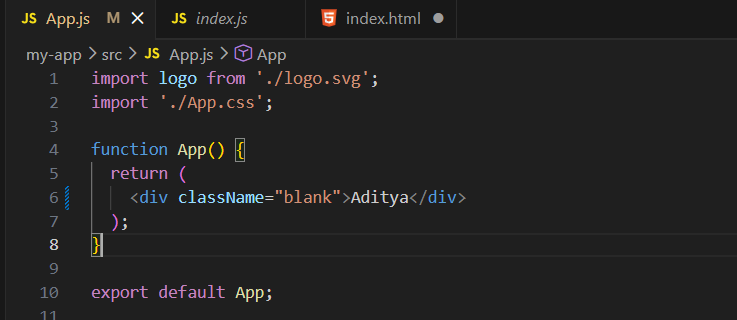 JS App.js M
JS index.js
index.html
my-app > src > JS App.js > App
1 import logo from './logo.svg';
2 import './App.css';
3
4 function App() {
5   return (
6     <div className="blank">Aditya</div>
7   );
8 }
9
10 export default App;
11